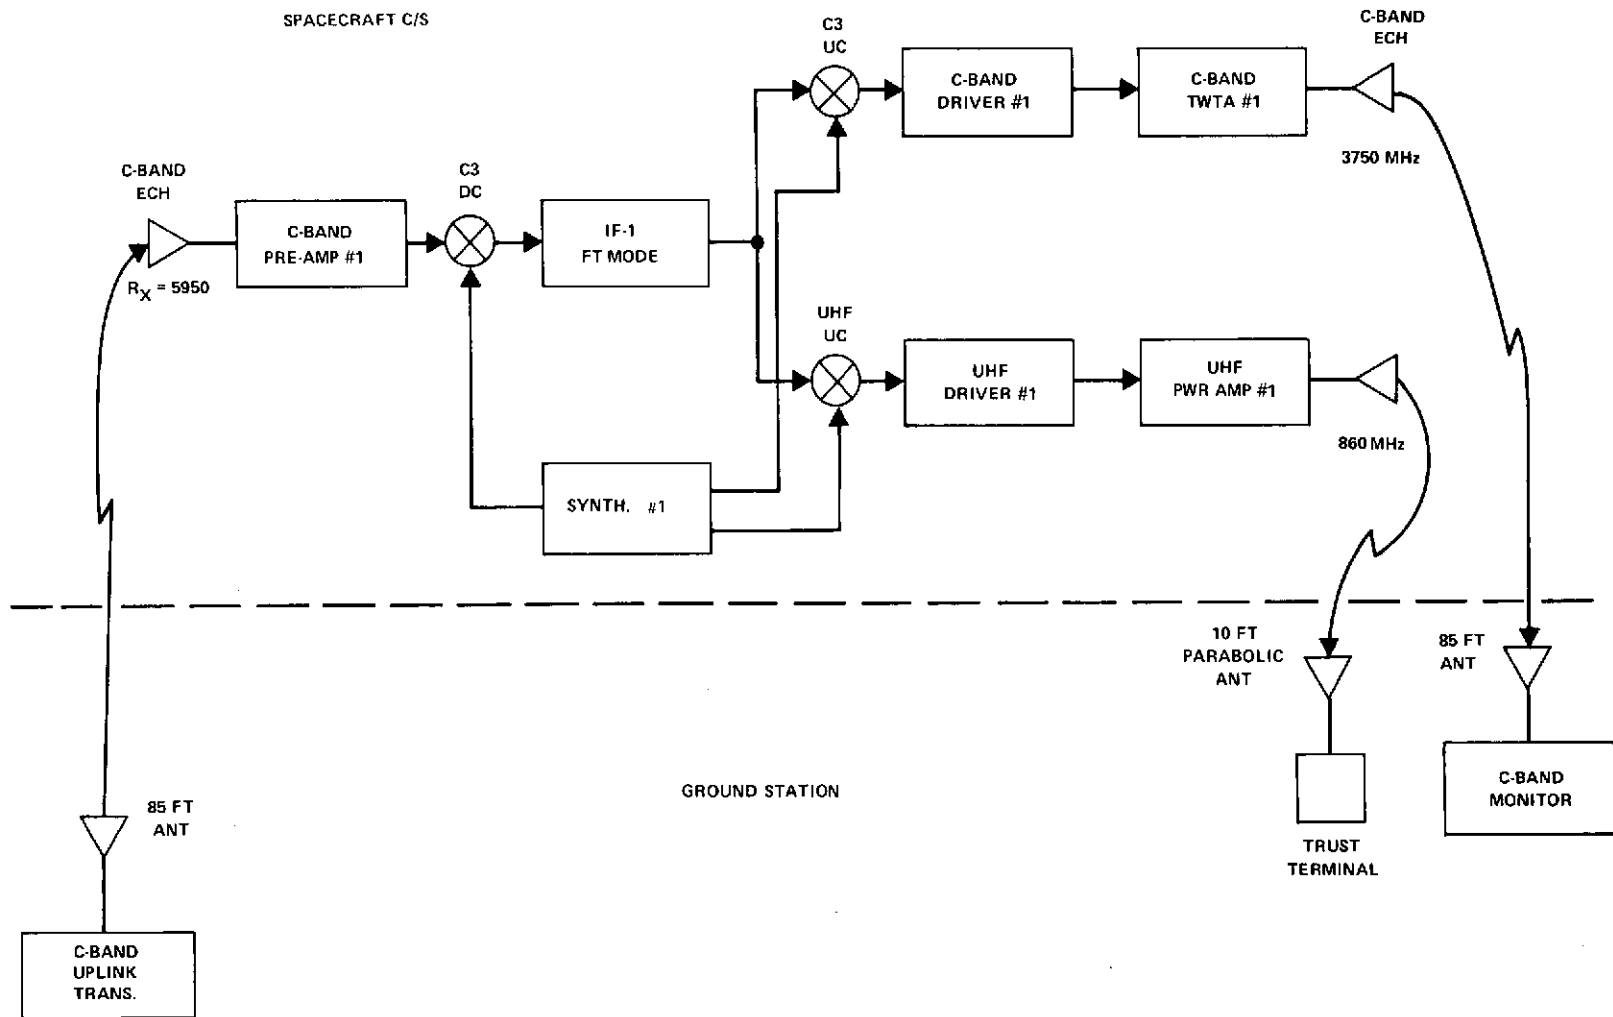 SPACECRAFT C/S
C3
UC
C-BAND
ECH
C-BAND
DRIVER #1
C-BAND
TWTA #1
3750 MHz
C-BAND
ECH
C3
DC
C-BAND
PRE-AMP #1
IF-1
FT MODE
RX = 5950
UHF
UC
UHF
DRIVER #1
UHF
PWR AMP #1
860 MHz
SYNTH. #1
10 FT
PARABOLIC
ANT
85 FT
ANT
GROUND STATION
C-BAND
MONITOR
85 FT
ANT
TRUST
TERMINAL
C-BAND
UPLINK
TRANS.